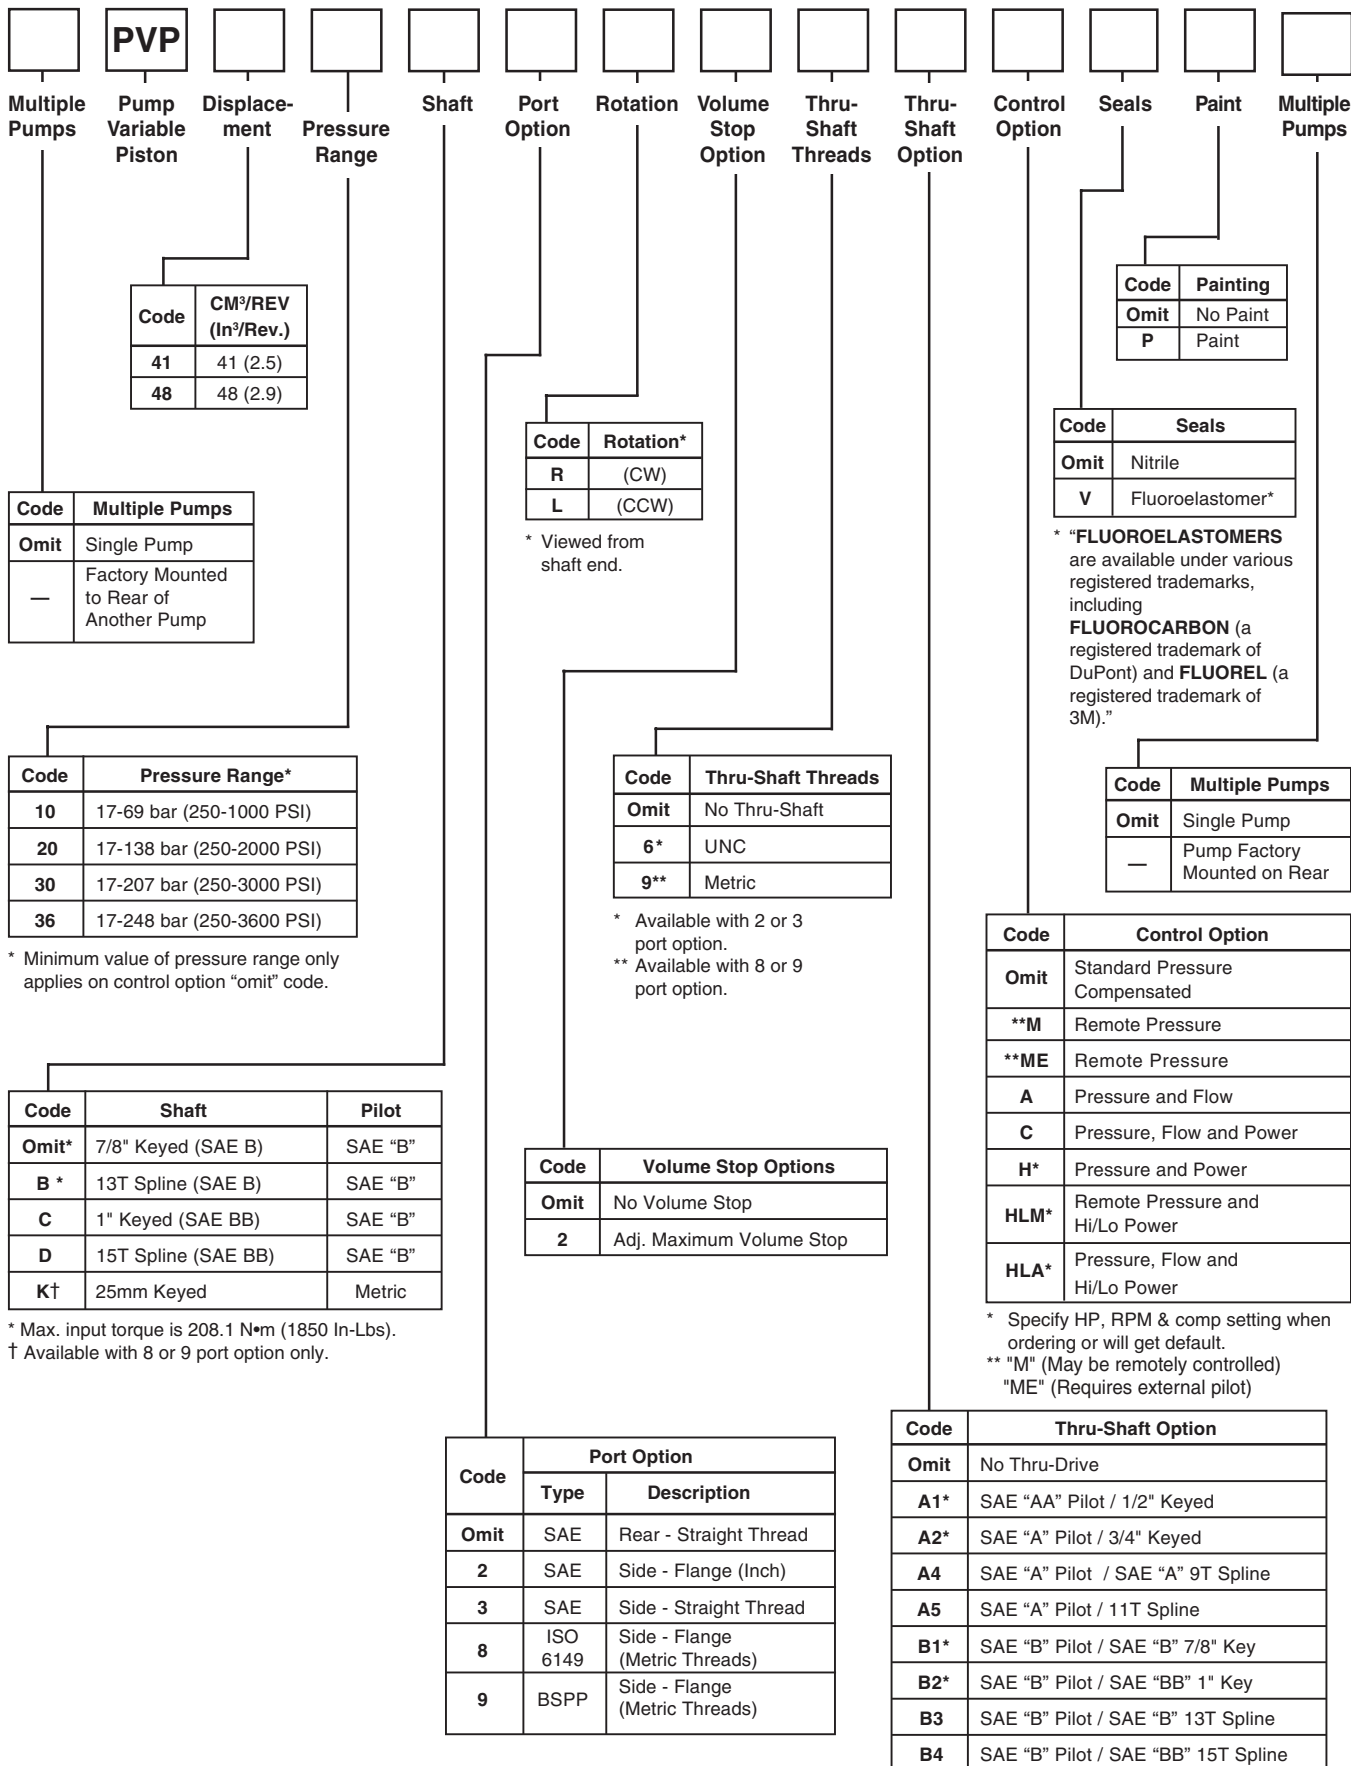 PVP
Multiple Pumps
Pump Variable Piston
Displace-ment
Pressure Range
Shaft
Port Option
Rotation
Volume Stop Option
Thru-Shaft Threads
Thru-Shaft Option
Control Option
Seals
Paint
Multiple Pumps
Code CM³/REV (In³/Rev.)
41 41 (2.5)
48 48 (2.9)
Code Painting
Omit No Paint
P Paint
Code Rotation*
R (CW)
L (CCW)
* Viewed from
shaft end.
Code Seals
Omit Nitrile
V Fluoroelastomer*
* “FLUOROELASTOMERS
are available under various
registered trademarks,
including
FLUOROCARBON (a
registered trademark of
DuPont) and FLUOREL (a
registered trademark of
3M).”
Code Multiple Pumps
Omit Single Pump
— Factory Mounted
to Rear of
Another Pump
Code Pressure Range*
10 17-69 bar (250-1000 PSI)
20 17-138 bar (250-2000 PSI)
30 17-207 bar (250-3000 PSI)
36 17-248 bar (250-3600 PSI)
* Minimum value of pressure range only
applies on control option “omit” code.
Code Thru-Shaft Threads
Omit No Thru-Shaft
6* UNC
9** Metric
* Available with 2 or 3
port option.
** Available with 8 or 9
port option.
Code Multiple Pumps
Omit Single Pump
— Pump Factory
Mounted on Rear
Code Control Option
Omit Standard Pressure
Compensated
**M Remote Pressure
**ME Remote Pressure
A Pressure and Flow
C Pressure, Flow and Power
H* Pressure and Power
HLM* Remote Pressure and
Hi/Lo Power
HLA* Pressure, Flow and
Hi/Lo Power
* Specify HP, RPM & comp setting when
ordering or will get default.
** "M" (May be remotely controlled)
"ME" (Requires external pilot)
Code Shaft Pilot
Omit* 7/8" Keyed (SAE B) SAE “B”
B * 13T Spline (SAE B) SAE “B”
C 1" Keyed (SAE BB) SAE “B”
D 15T Spline (SAE BB) SAE “B”
K† 25mm Keyed Metric
* Max. input torque is 208.1 N•m (1850 In-Lbs).
† Available with 8 or 9 port option only.
Code Volume Stop Options
Omit No Volume Stop
2 Adj. Maximum Volume Stop
Code Port Option
Type Description
Omit SAE Rear - Straight Thread
2 SAE Side - Flange (Inch)
3 SAE Side - Straight Thread
8 ISO 6149 Side - Flange
(Metric Threads)
9 BSPP Side - Flange
(Metric Threads)
Code Thru-Shaft Option
Omit No Thru-Drive
A1* SAE “AA” Pilot / 1/2" Keyed
A2* SAE “A” Pilot / 3/4" Keyed
A4 SAE “A” Pilot / SAE “A” 9T Spline
A5 SAE “A” Pilot / 11T Spline
B1* SAE “B” Pilot / SAE “B” 7/8" Key
B2* SAE “B” Pilot / SAE “BB” 1" Key
B3 SAE “B” Pilot / SAE “B” 13T Spline
B4 SAE “B” Pilot / SAE “BB” 15T Spline